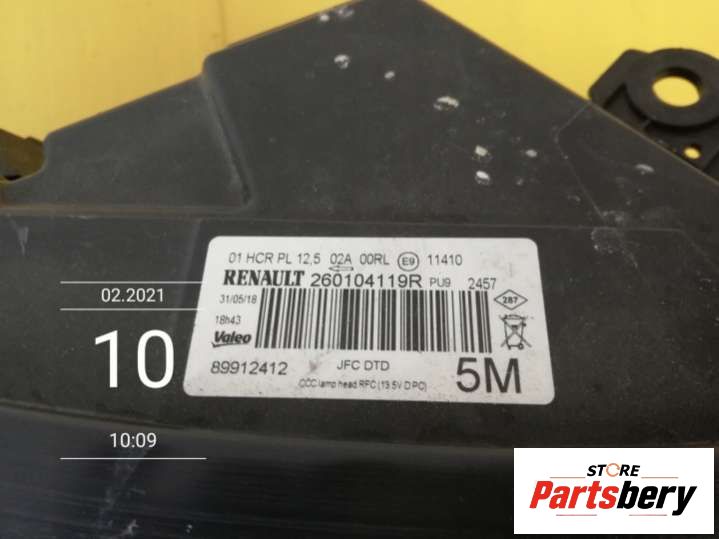 01 HCR PL 12,5 02A 00RL E9 11410
RENAULT 260104119R PU9 2457
31/05/18
287
18h43
Valeo
89912412 JFC DTD 5M
CCC lamp head RFC (13.5V D PC)
02.2021
10
10:09
STORE
Partsbery